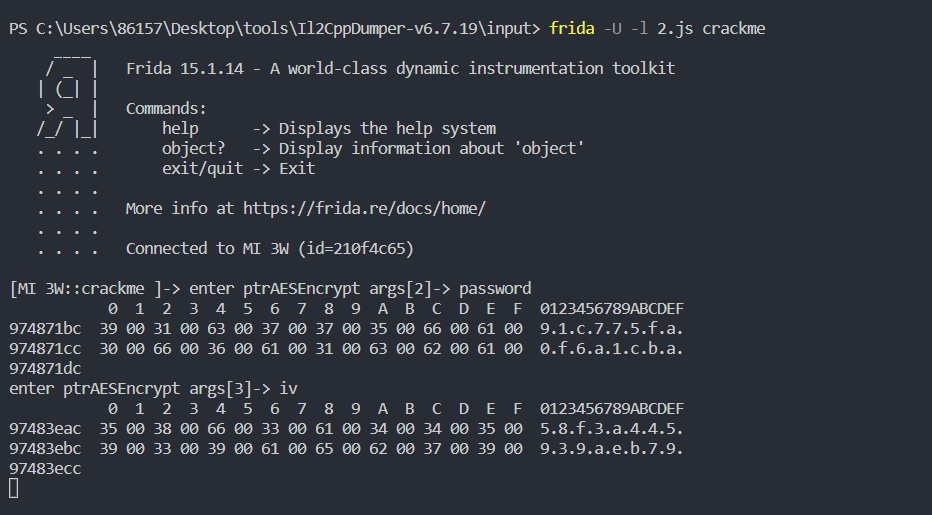 PS C:\Users\86157\Desktop\tools\Il2CppDumper-v6.7.19\input> frida -U -l 2.js crackme
     ____
    / _  |   Frida 15.1.14 - A world-class dynamic instrumentation toolkit
   | (_| |
    > _  |   Commands:
   /_/ |_|       help      -> Displays the help system
   . . . .       object?   -> Display information about 'object'
   . . . .       exit/quit -> Exit
   . . . .
   . . . .   More info at https://frida.re/docs/home/
   . . . .
   . . . .   Connected to MI 3W (id=210f4c65)
[MI 3W::crackme ]-> enter ptrAESEncrypt args[2]-> password
           0  1  2  3  4  5  6  7  8  9  A  B  C  D  E  F  0123456789ABCDEF
974871bc  39 00 31 00 63 00 37 00 37 00 35 00 66 00 61 00  9.1.c.7.7.5.f.a.
974871cc  30 00 66 00 36 00 61 00 31 00 63 00 62 00 61 00  0.f.6.a.1.c.b.a.
974871dc
enter ptrAESEncrypt args[3]-> iv
           0  1  2  3  4  5  6  7  8  9  A  B  C  D  E  F  0123456789ABCDEF
97483eac  35 00 38 00 66 00 33 00 61 00 34 00 34 00 35 00  5.8.f.3.a.4.4.5.
97483ebc  39 00 33 00 39 00 61 00 65 00 62 00 37 00 39 00  9.3.9.a.e.b.7.9.
97483ecc